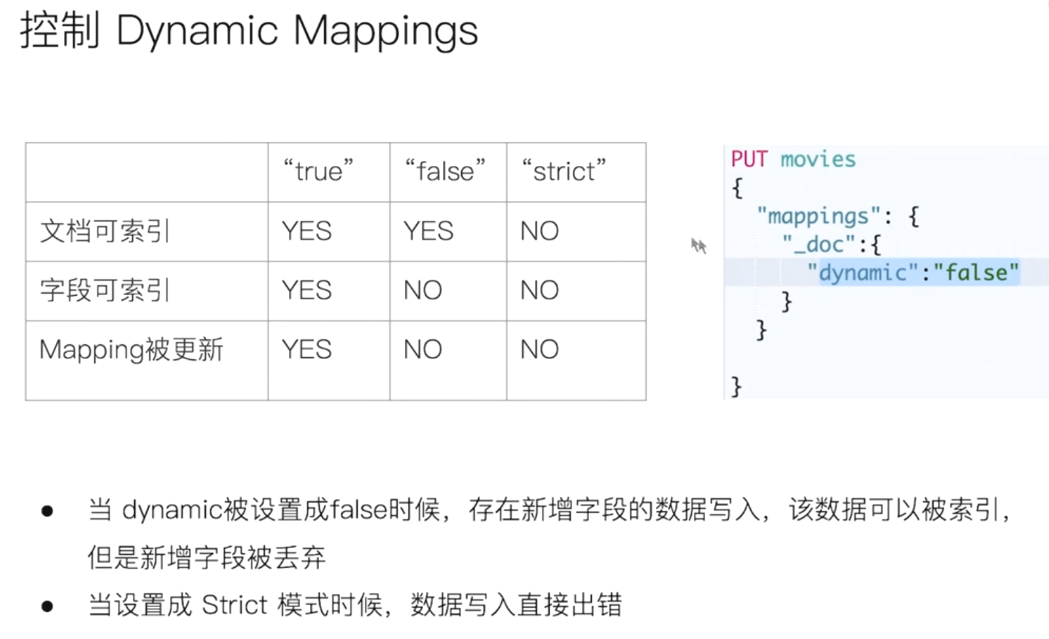 控制 Dynamic Mappings
“true” “false” “strict”
文档可索引 YES YES NO
字段可索引 YES NO NO
Mapping被更新 YES NO NO
PUT movies
{
"mappings": {
"_doc":{
"dynamic":"false"
}
}
}
● 当 dynamic被设置成false时候，存在新增字段的数据写入，该数据可以被索引，
但是新增字段被丢弃
● 当设置成 Strict 模式时候，数据写入直接出错